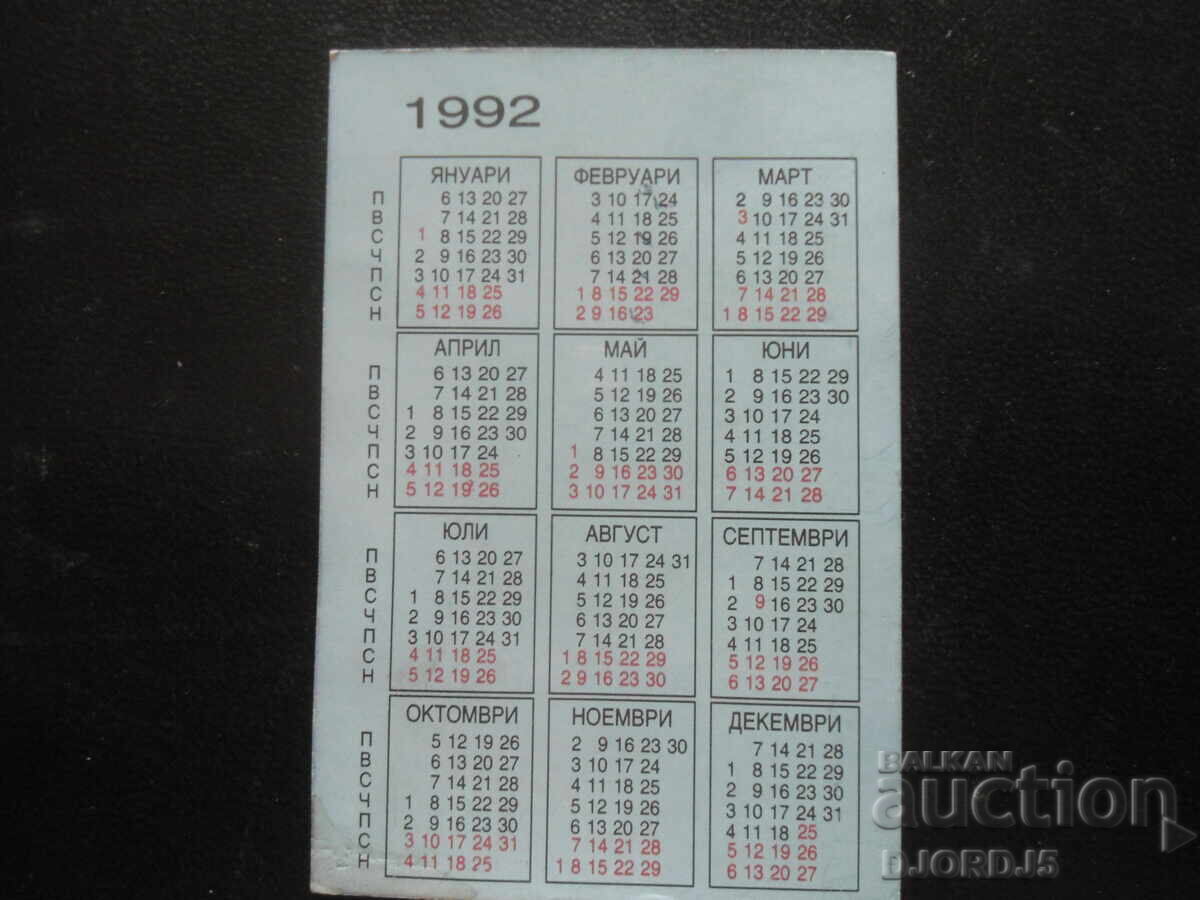 1992
ЯНУАРИ ФЕВРУАРИ МАРТ
П 6 13 20 27 3 10 17 24 2 9 16 23 30
В 7 14 21 28 4 11 18 25 3 10 17 24 31
С 1 8 15 22 29 5 12 19 26 4 11 18 25
Ч 2 9 16 23 30 6 13 20 27 5 12 19 26
П 3 10 17 24 31 7 14 21 28 6 13 20 27
С 4 11 18 25 1 8 15 22 29 7 14 21 28
Н 5 12 19 26 2 9 16 23 1 8 15 22 29
АПРИЛ МАЙ ЮНИ
П 6 13 20 27 4 11 18 25 1 8 15 22 29
В 7 14 21 28 5 12 19 26 2 9 16 23 30
С 1 8 15 22 29 6 13 20 27 3 10 17 24
Ч 2 9 16 23 30 7 14 21 28 4 11 18 25
П 3 10 17 24 1 8 15 22 29 5 12 19 26
С 4 11 18 25 2 9 16 23 30 6 13 20 27
Н 5 12 19 26 3 10 17 24 31 7 14 21 28
ЮЛИ АВГУСТ СЕПТЕМВРИ
П 6 13 20 27 3 10 17 24 31 7 14 21 28
В 7 14 21 28 4 11 18 25 1 8 15 22 29
С 1 8 15 22 29 5 12 19 26 2 9 16 23 30
Ч 2 9 16 23 30 6 13 20 27 3 10 17 24
П 3 10 17 24 31 7 14 21 28 4 11 18 25
С 4 11 18 25 1 8 15 22 29 5 12 19 26
Н 5 12 19 26 2 9 16 23 30 6 13 20 27
ОКТОМВРИ НОЕМВРИ ДЕКЕМВРИ
П 5 12 19 26 2 9 16 23 30 7 14 21 28
В 6 13 20 27 3 10 17 24 1 8 15 22 29
С 7 14 21 28 4 11 18 25 2 9 16 23 30
Ч 1 8 15 22 29 5 12 19 26 3 10 17 24 31
П 2 9 16 23 30 6 13 20 27 4 11 18 25
С 3 10 17 24 31 7 14 21 28 5 12 19 26
Н 4 11 18 25 1 8 15 22 29 6 13 20 27
BALKAN
auction
DJORD_J5